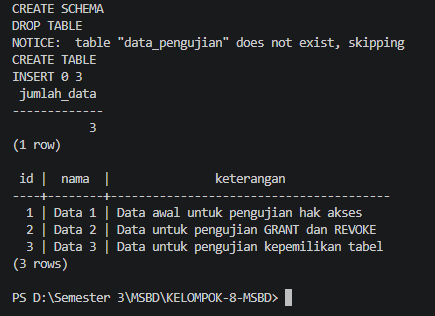 CREATE SCHEMA
DROP TABLE
NOTICE:  table "data_pengujian" does not exist, skipping
CREATE TABLE
INSERT 0 3
 jumlah_data
-------------
           3
(1 row)

 id |  nama  |              keterangan
----+--------+---------------------------------------
  1 | Data 1 | Data awal untuk pengujian hak akses
  2 | Data 2 | Data untuk pengujian GRANT dan REVOKE
  3 | Data 3 | Data untuk pengujian kepemilikan tabel
(3 rows)

PS D:\Semester 3\MSBD\KELOMPOK-8-MSBD>